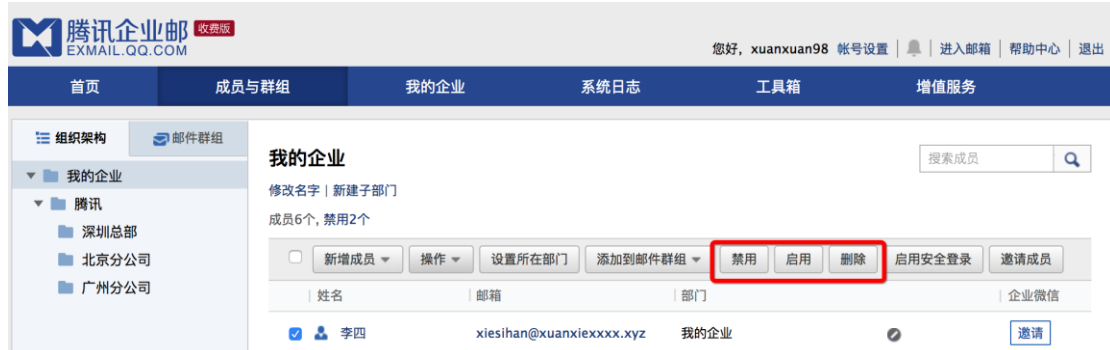 腾讯企业邮 收费版
EXMAIL.QQ.COM
您好, xuanxuan98 帐号设置 | | 进入邮箱 | 帮助中心 | 退出
首页 成员与群组 我的企业 系统日志 工具箱 增值服务
组织架构 邮件群组
我的企业
腾讯
深圳总部
北京分公司
广州分公司
我的企业
搜索成员
修改名字 | 新建子部门
成员6个, 禁用2个
新增成员 操作 设置所在部门 添加到邮件群组 禁用 启用 删除 启用安全登录 邀请成员
姓名 邮箱 部门 企业微信
李四 xiesihan@xuanxiexxxx.xyz 我的企业 邀请